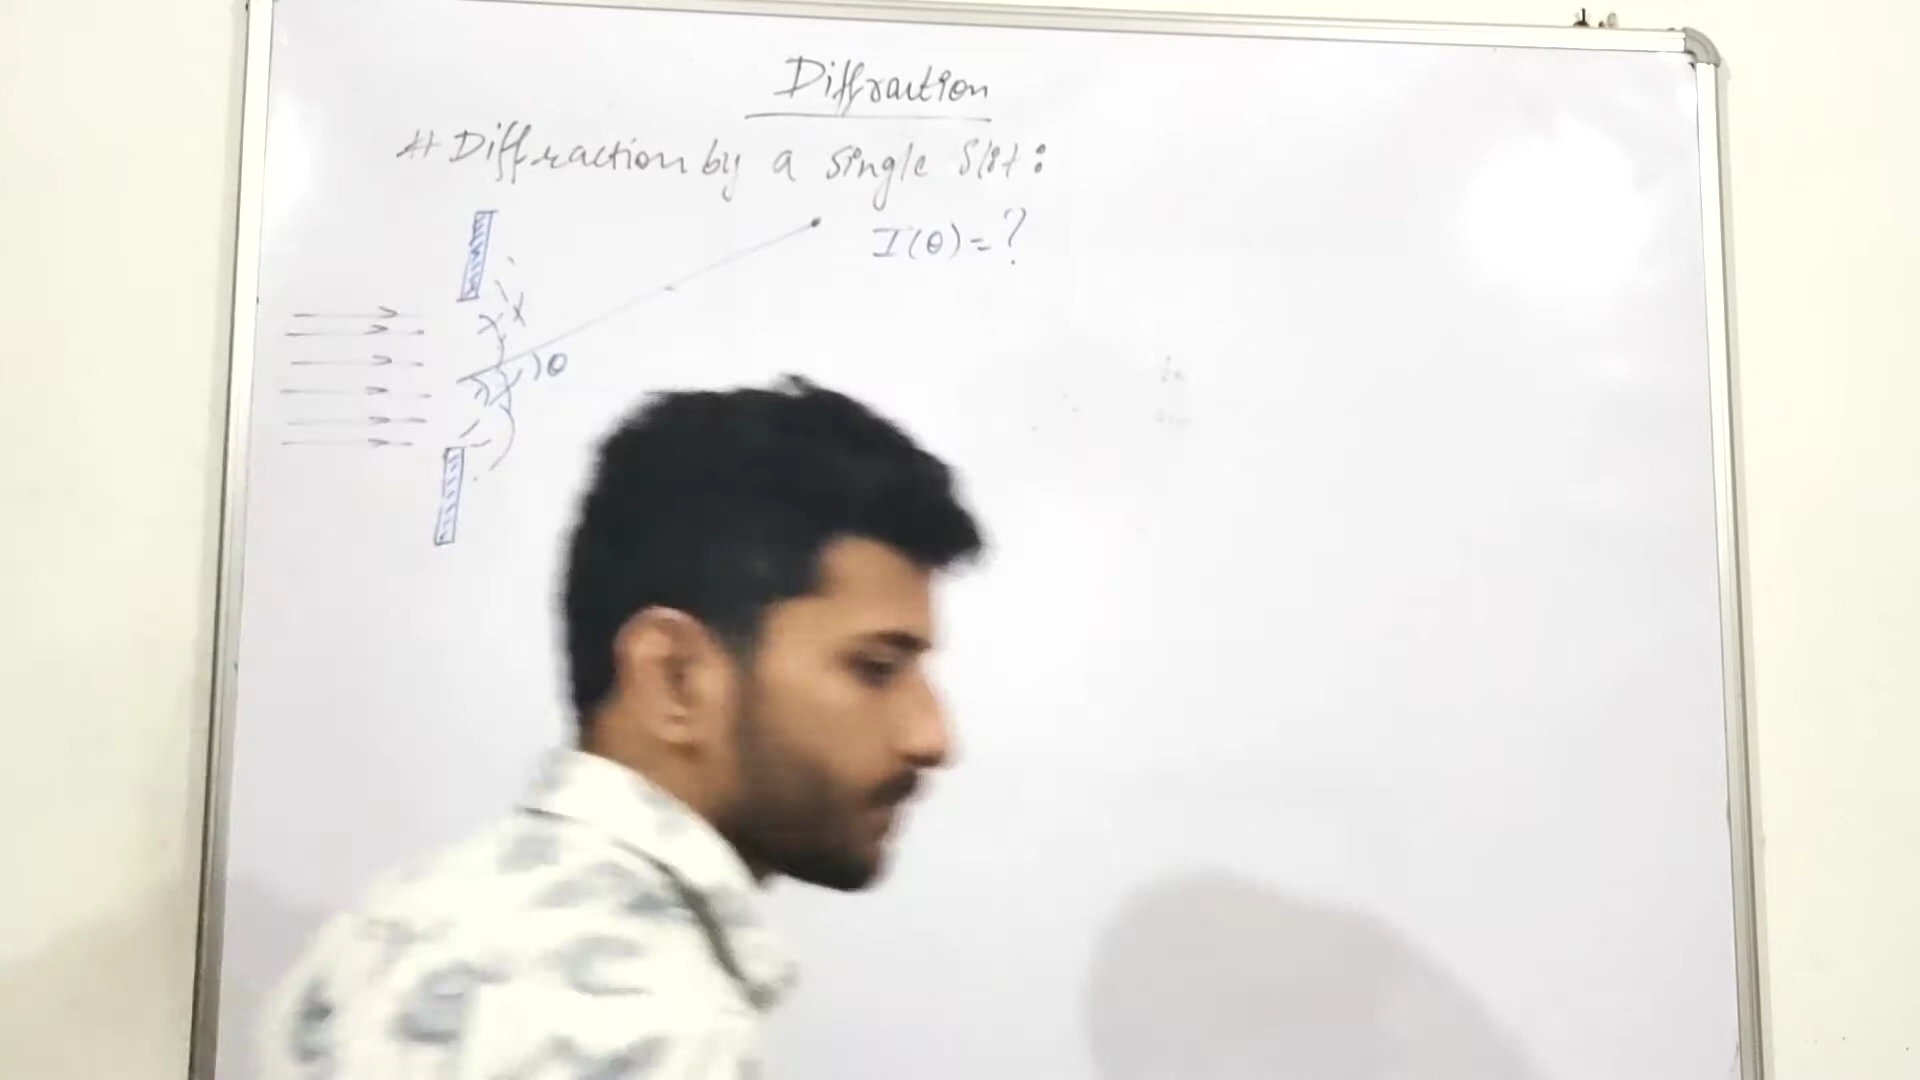 Diffraction
# Diffraction by a single slit:
I(θ) = ?
θ